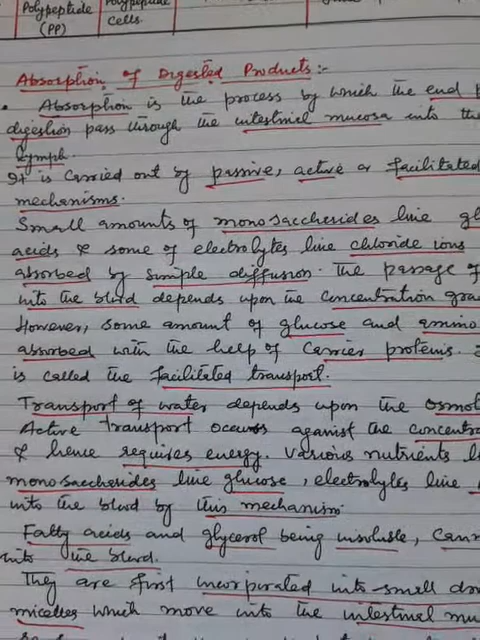 Polypeptide Polypeptide
(PP) cells
Absorption of Digested Products:-
• Absorption is the process by which the end
digestion pass through the intestinal mucosa into the
lymph.
It is carried out by passive, active or facilitated
mechanisms.
Small amounts of monosaccharides like
acids & some of electrolytes like chloride ions
absorbed by simple diffusion. The passage of
into the blood depends upon the concentration
However, some amount of glucose and amino
absorbed with the help of carrier proteins.
is called the facilitated transport.
Transport of water depends upon the
Active transport occurs against the
& hence requires energy. Various nutrients
monosaccharides like glucose, electrolytes like
into the blood by this mechanism.
Fatty acids and glycerol being insoluble,
into the blood.
They are first incorporated into small
micelles which move into the intestinal